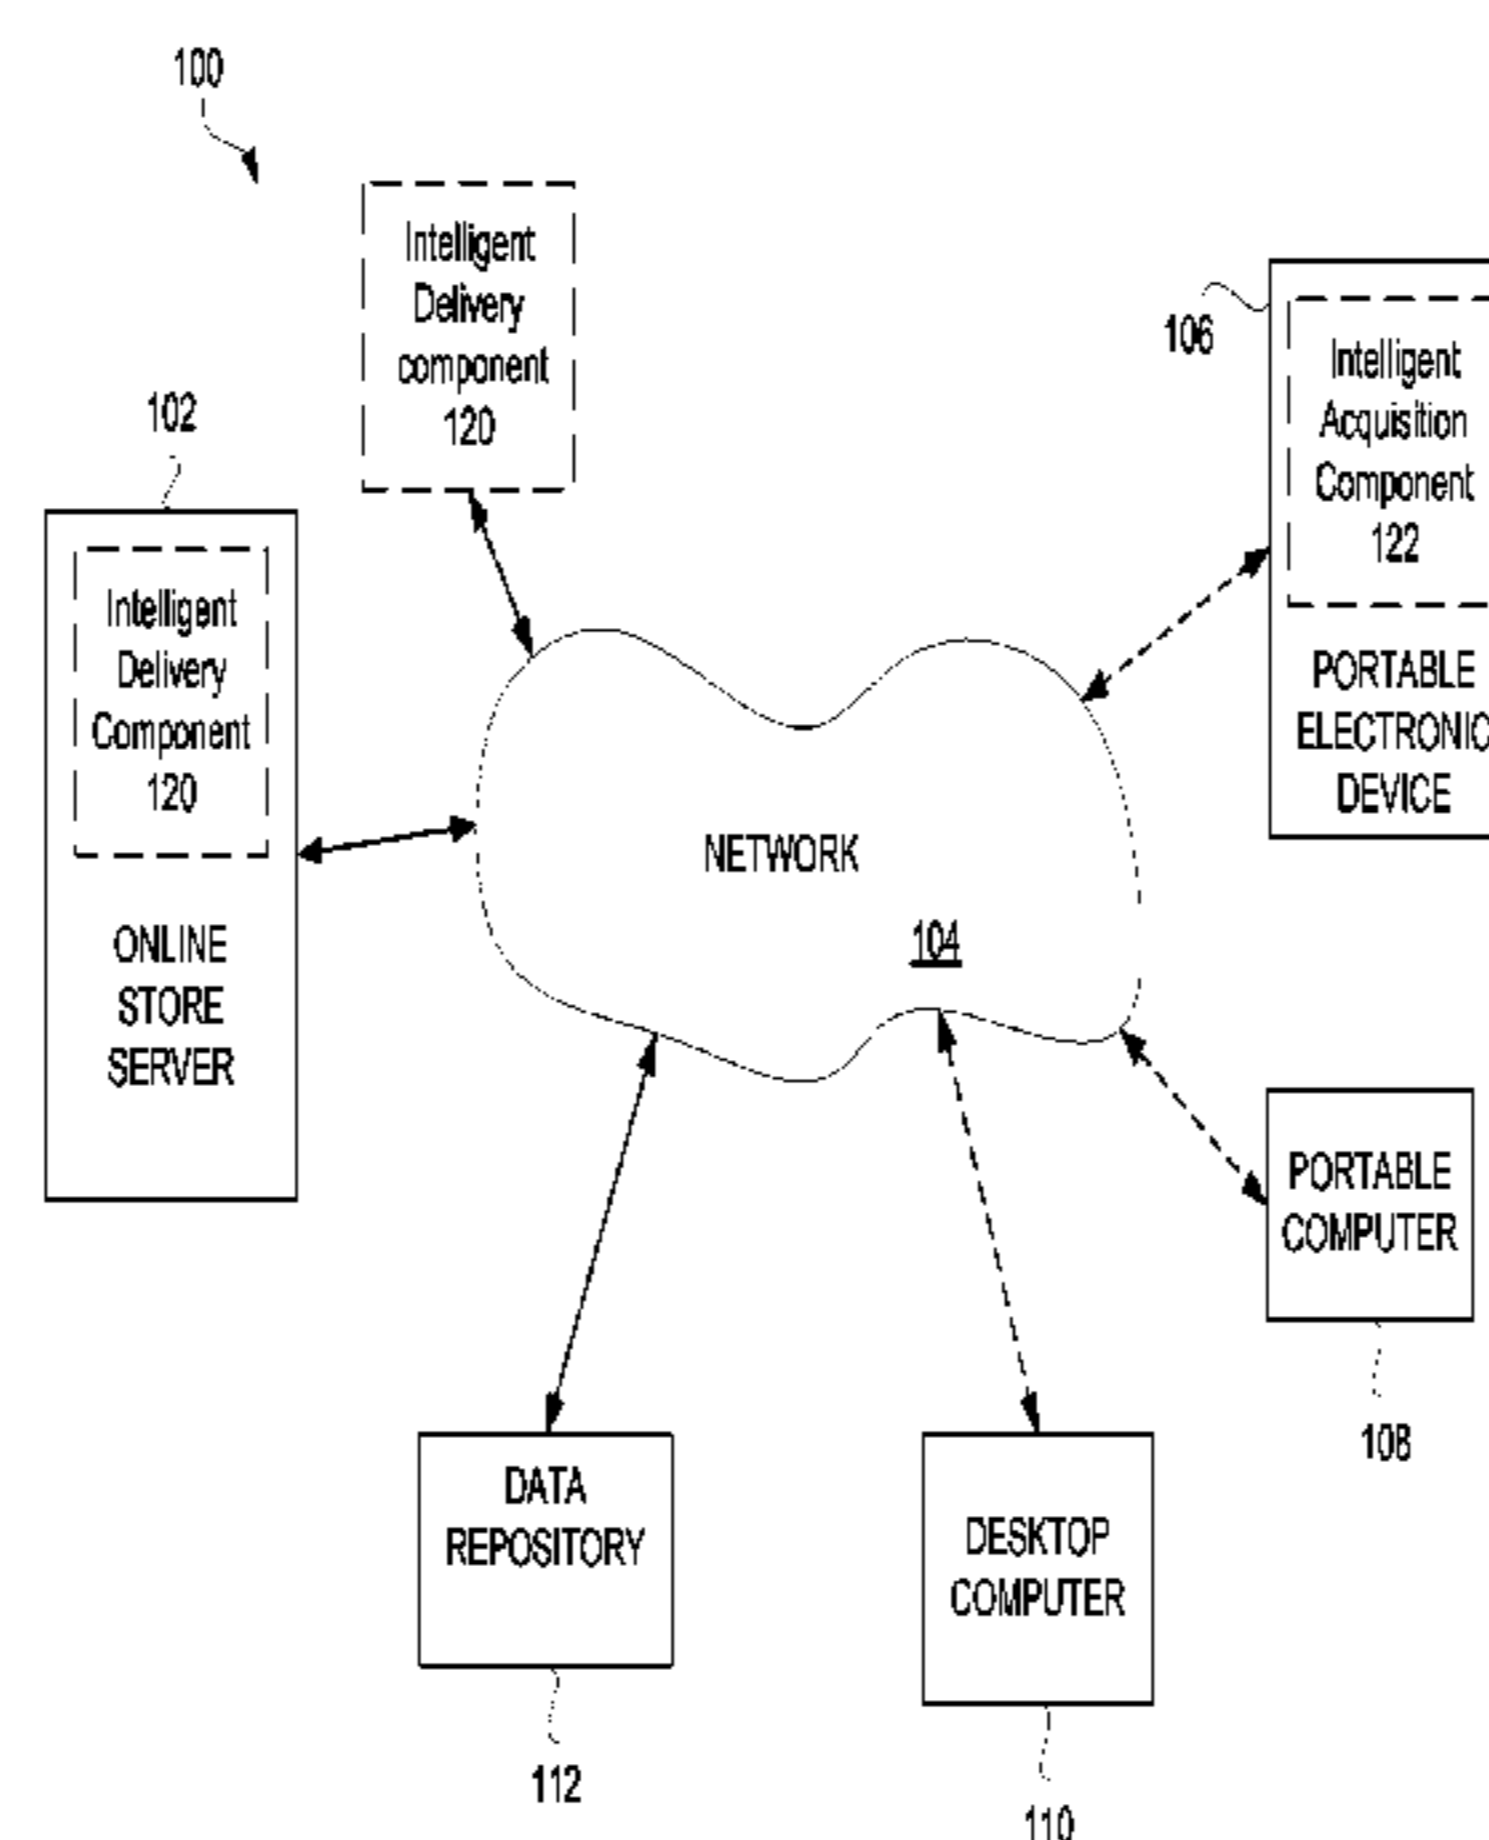 100
Intelligent
Delivery
component
120
106
Intelligent
Acquisition
Component
122
PORTABLE
ELECTRONIC
DEVICE
102
Intelligent
Delivery
Component
120
ONLINE
STORE
SERVER
NETWORK
104
PORTABLE
COMPUTER
108
DATA
REPOSITORY
112
DESKTOP
COMPUTER
110